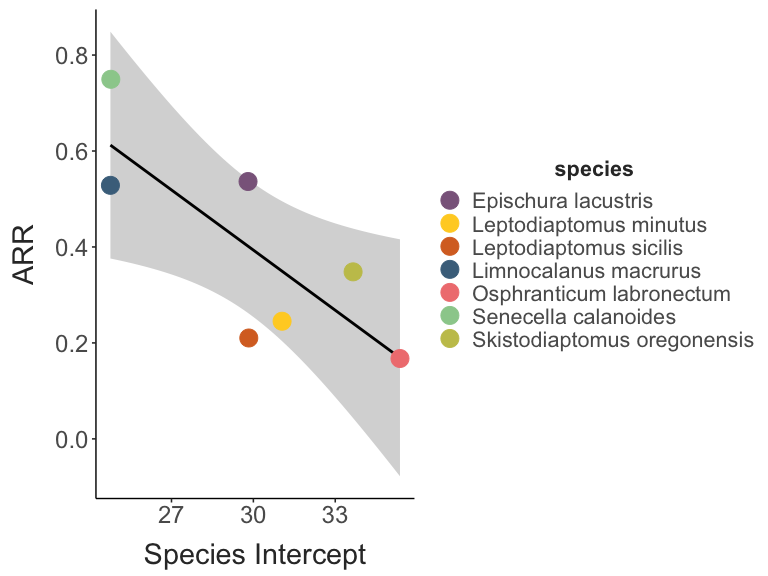 0.8
0.6
0.4
0.2
0.0
ARR
27 30 33
Species Intercept
species
Epischura lacustris
Leptodiaptomus minutus
Leptodiaptomus sicilis
Limnocalanus macrurus
Osphranticum labronectum
Senecella calanoides
Skistodiaptomus oregonensis